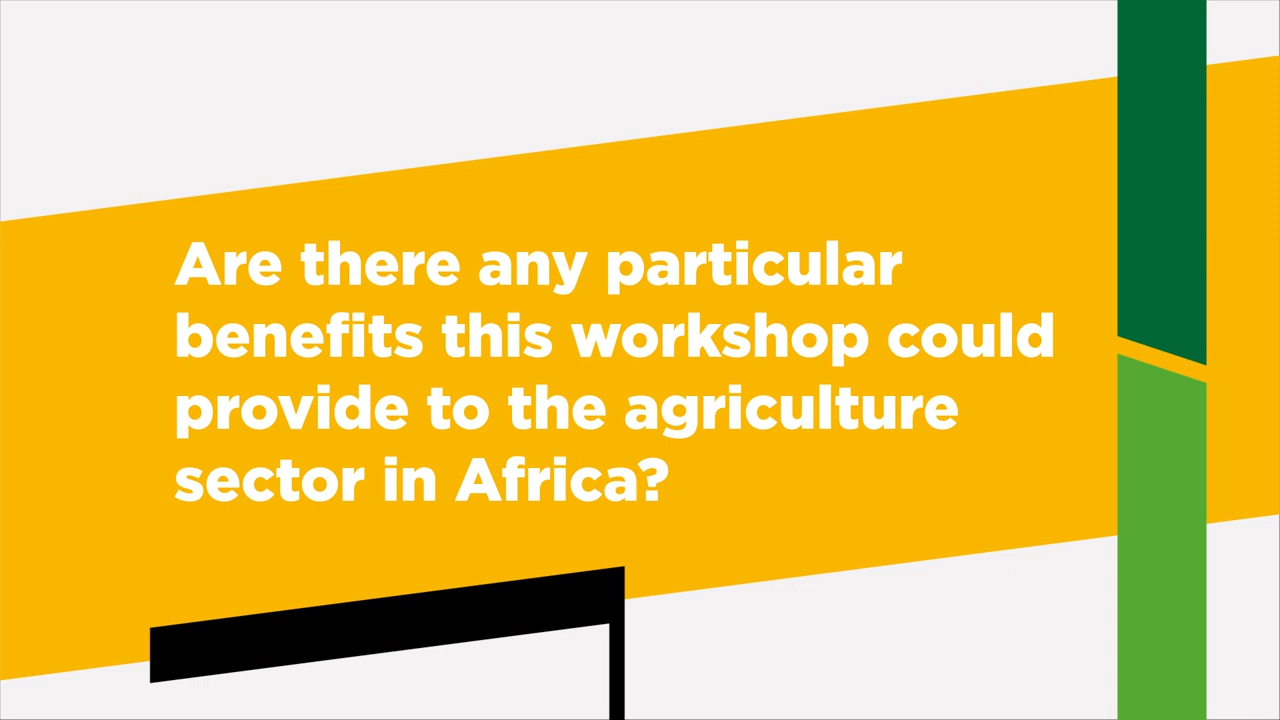 Are there any particular
benefits this workshop could
provide to the agriculture
sector in Africa?